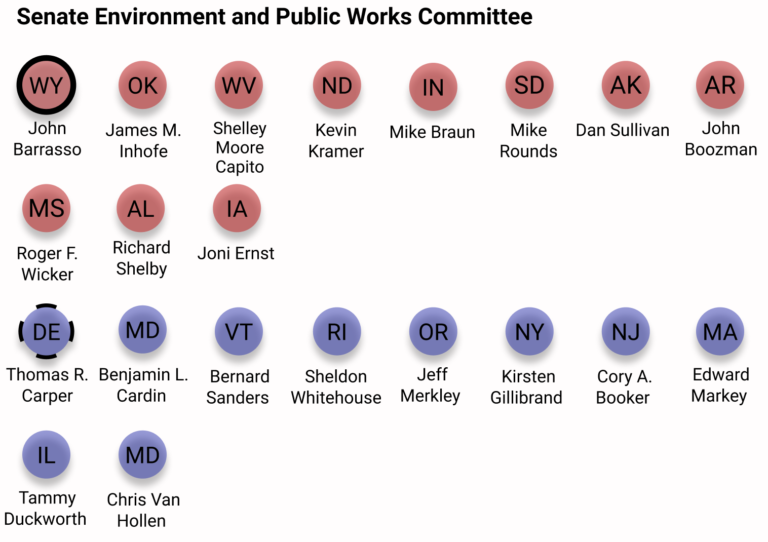 Senate Environment and Public Works Committee
WY OK WV ND IN SD AK AR
John Barrasso
James M. Inhofe
Shelley Moore Capito
Kevin Kramer
Mike Braun
Mike Rounds
Dan Sullivan
John Boozman
MS AL IA
Roger F. Wicker
Richard Shelby
Joni Ernst
DE MD VT RI OR NY NJ MA
Thomas R. Carper
Benjamin L. Cardin
Bernard Sanders
Sheldon Whitehouse
Jeff Merkley
Kirsten Gillibrand
Cory A. Booker
Edward Markey
IL MD
Tammy Duckworth
Chris Van Hollen